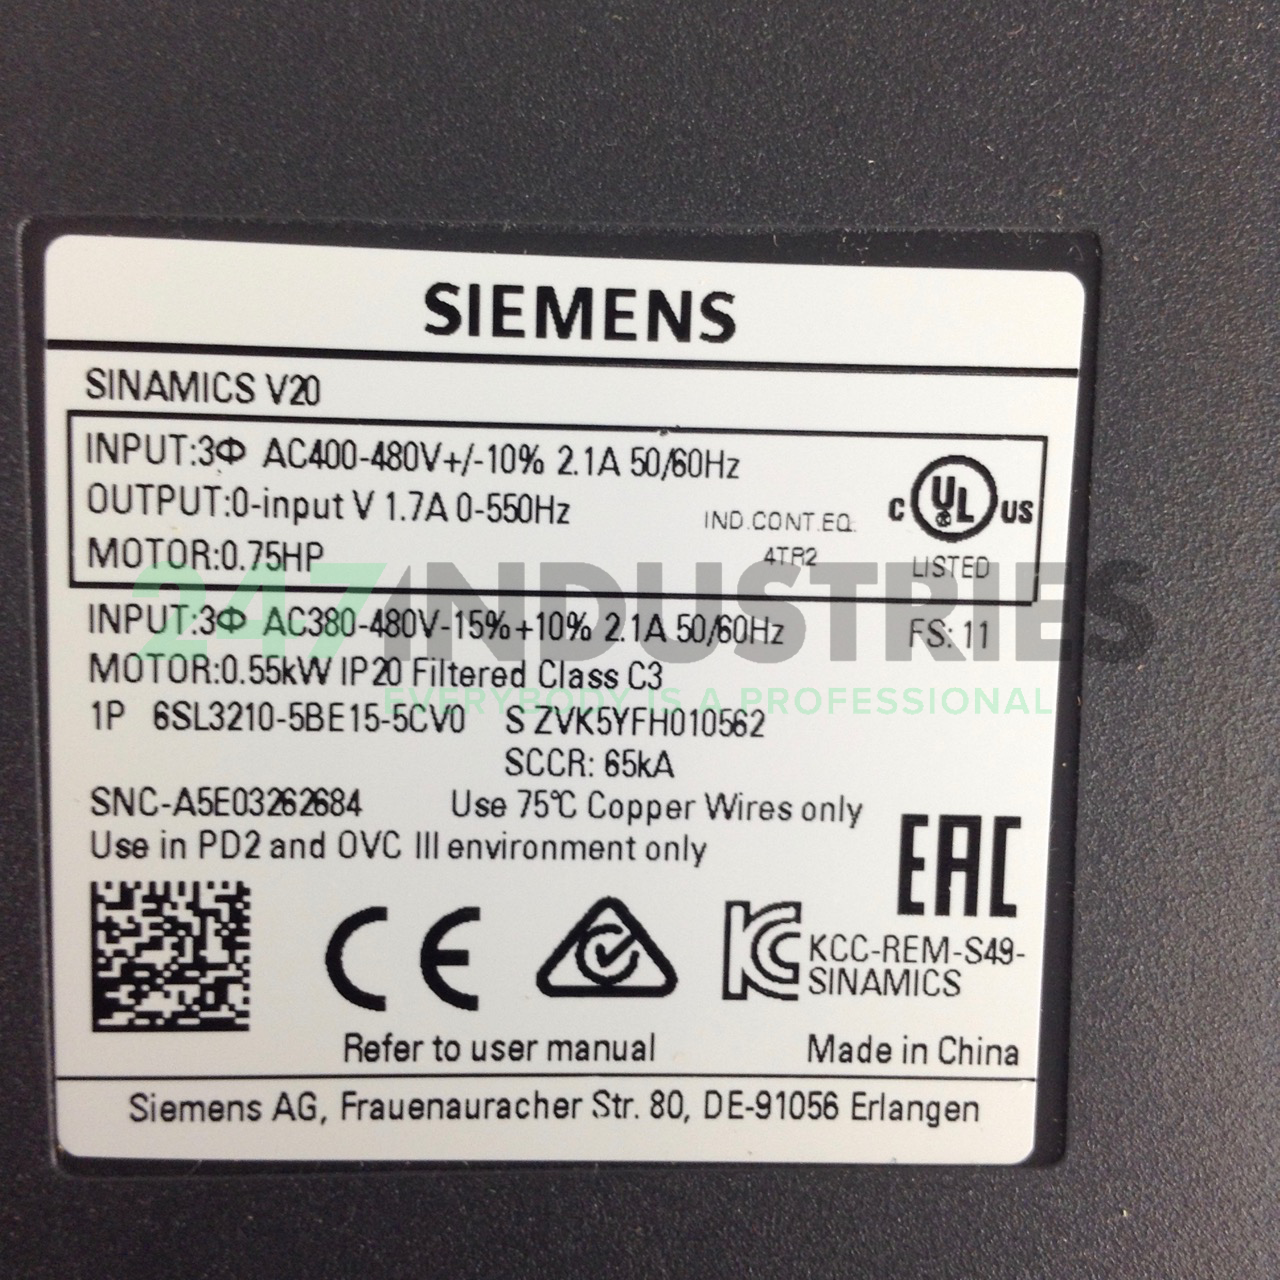 SIEMENS
SINAMICS V20
INPUT:3Φ AC400-480V+/-10% 2.1A 50/60Hz
OUTPUT:0-input V 1.7A 0-550Hz
MOTOR:0.75HP
IND.CONT.EQ.
4TR2
C UL US
LISTED
INPUT:3Φ AC380-480V-15%+10% 2.1A 50/60Hz
FS: 11
MOTOR:0.55kW IP20 Filtered Class C3
1P 6SL3210-5BE15-5CV0 S ZVK5YFH010562
SCCR: 65kA
SNC-A5E03262684 Use 75℃ Copper Wires only
Use in PD2 and OVC III environment only
EAC
CE
KC
KCC-REM-S49-
SINAMICS
Refer to user manual Made in China
Siemens AG, Frauenauracher Str. 80, DE-91056 Erlangen
247INDUSTRIES
EVERYBODY IS A PROFESSIONAL